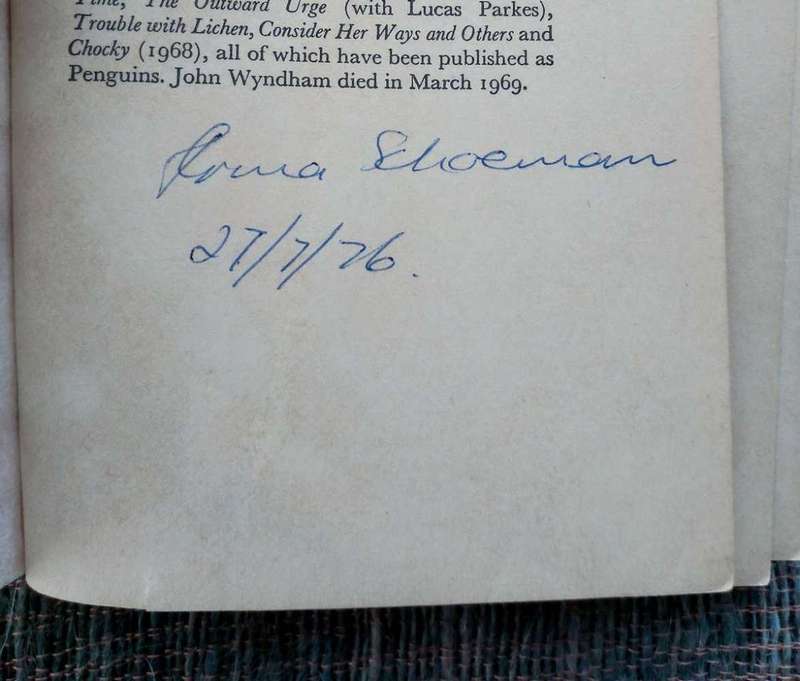 Time, The Outward Urge (with Lucas Parkes),
Trouble with Lichen, Consider Her Ways and Others and
Chocky (1968), all of which have been published as
Penguins. John Wyndham died in March 1969.
Lorna Schoeman
27/7/76.